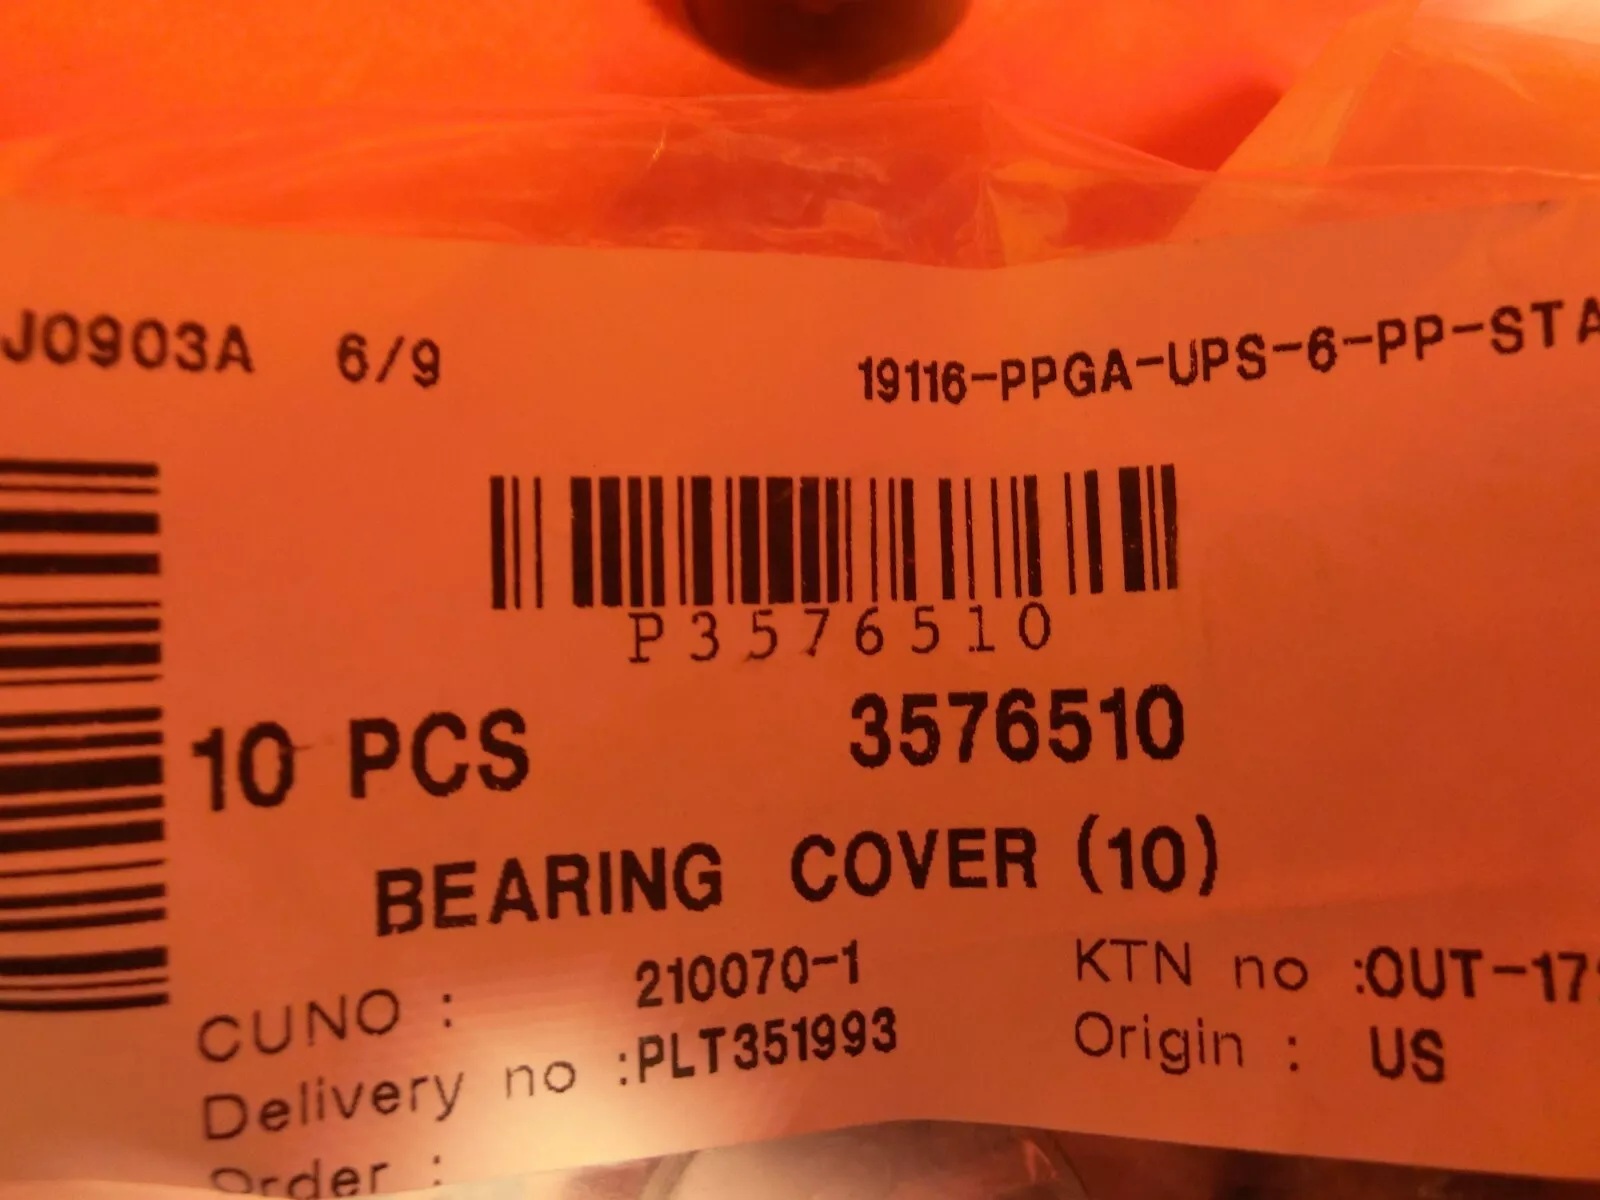 J0903A 6/9 19116-PPGA-UPS-6-PP-STA
P3576510
10 PCS 3576510
BEARING COVER (10)
CUNO : 210070-1 KTN no :OUT-17
Delivery no :PLT351993 Origin : US
Order :